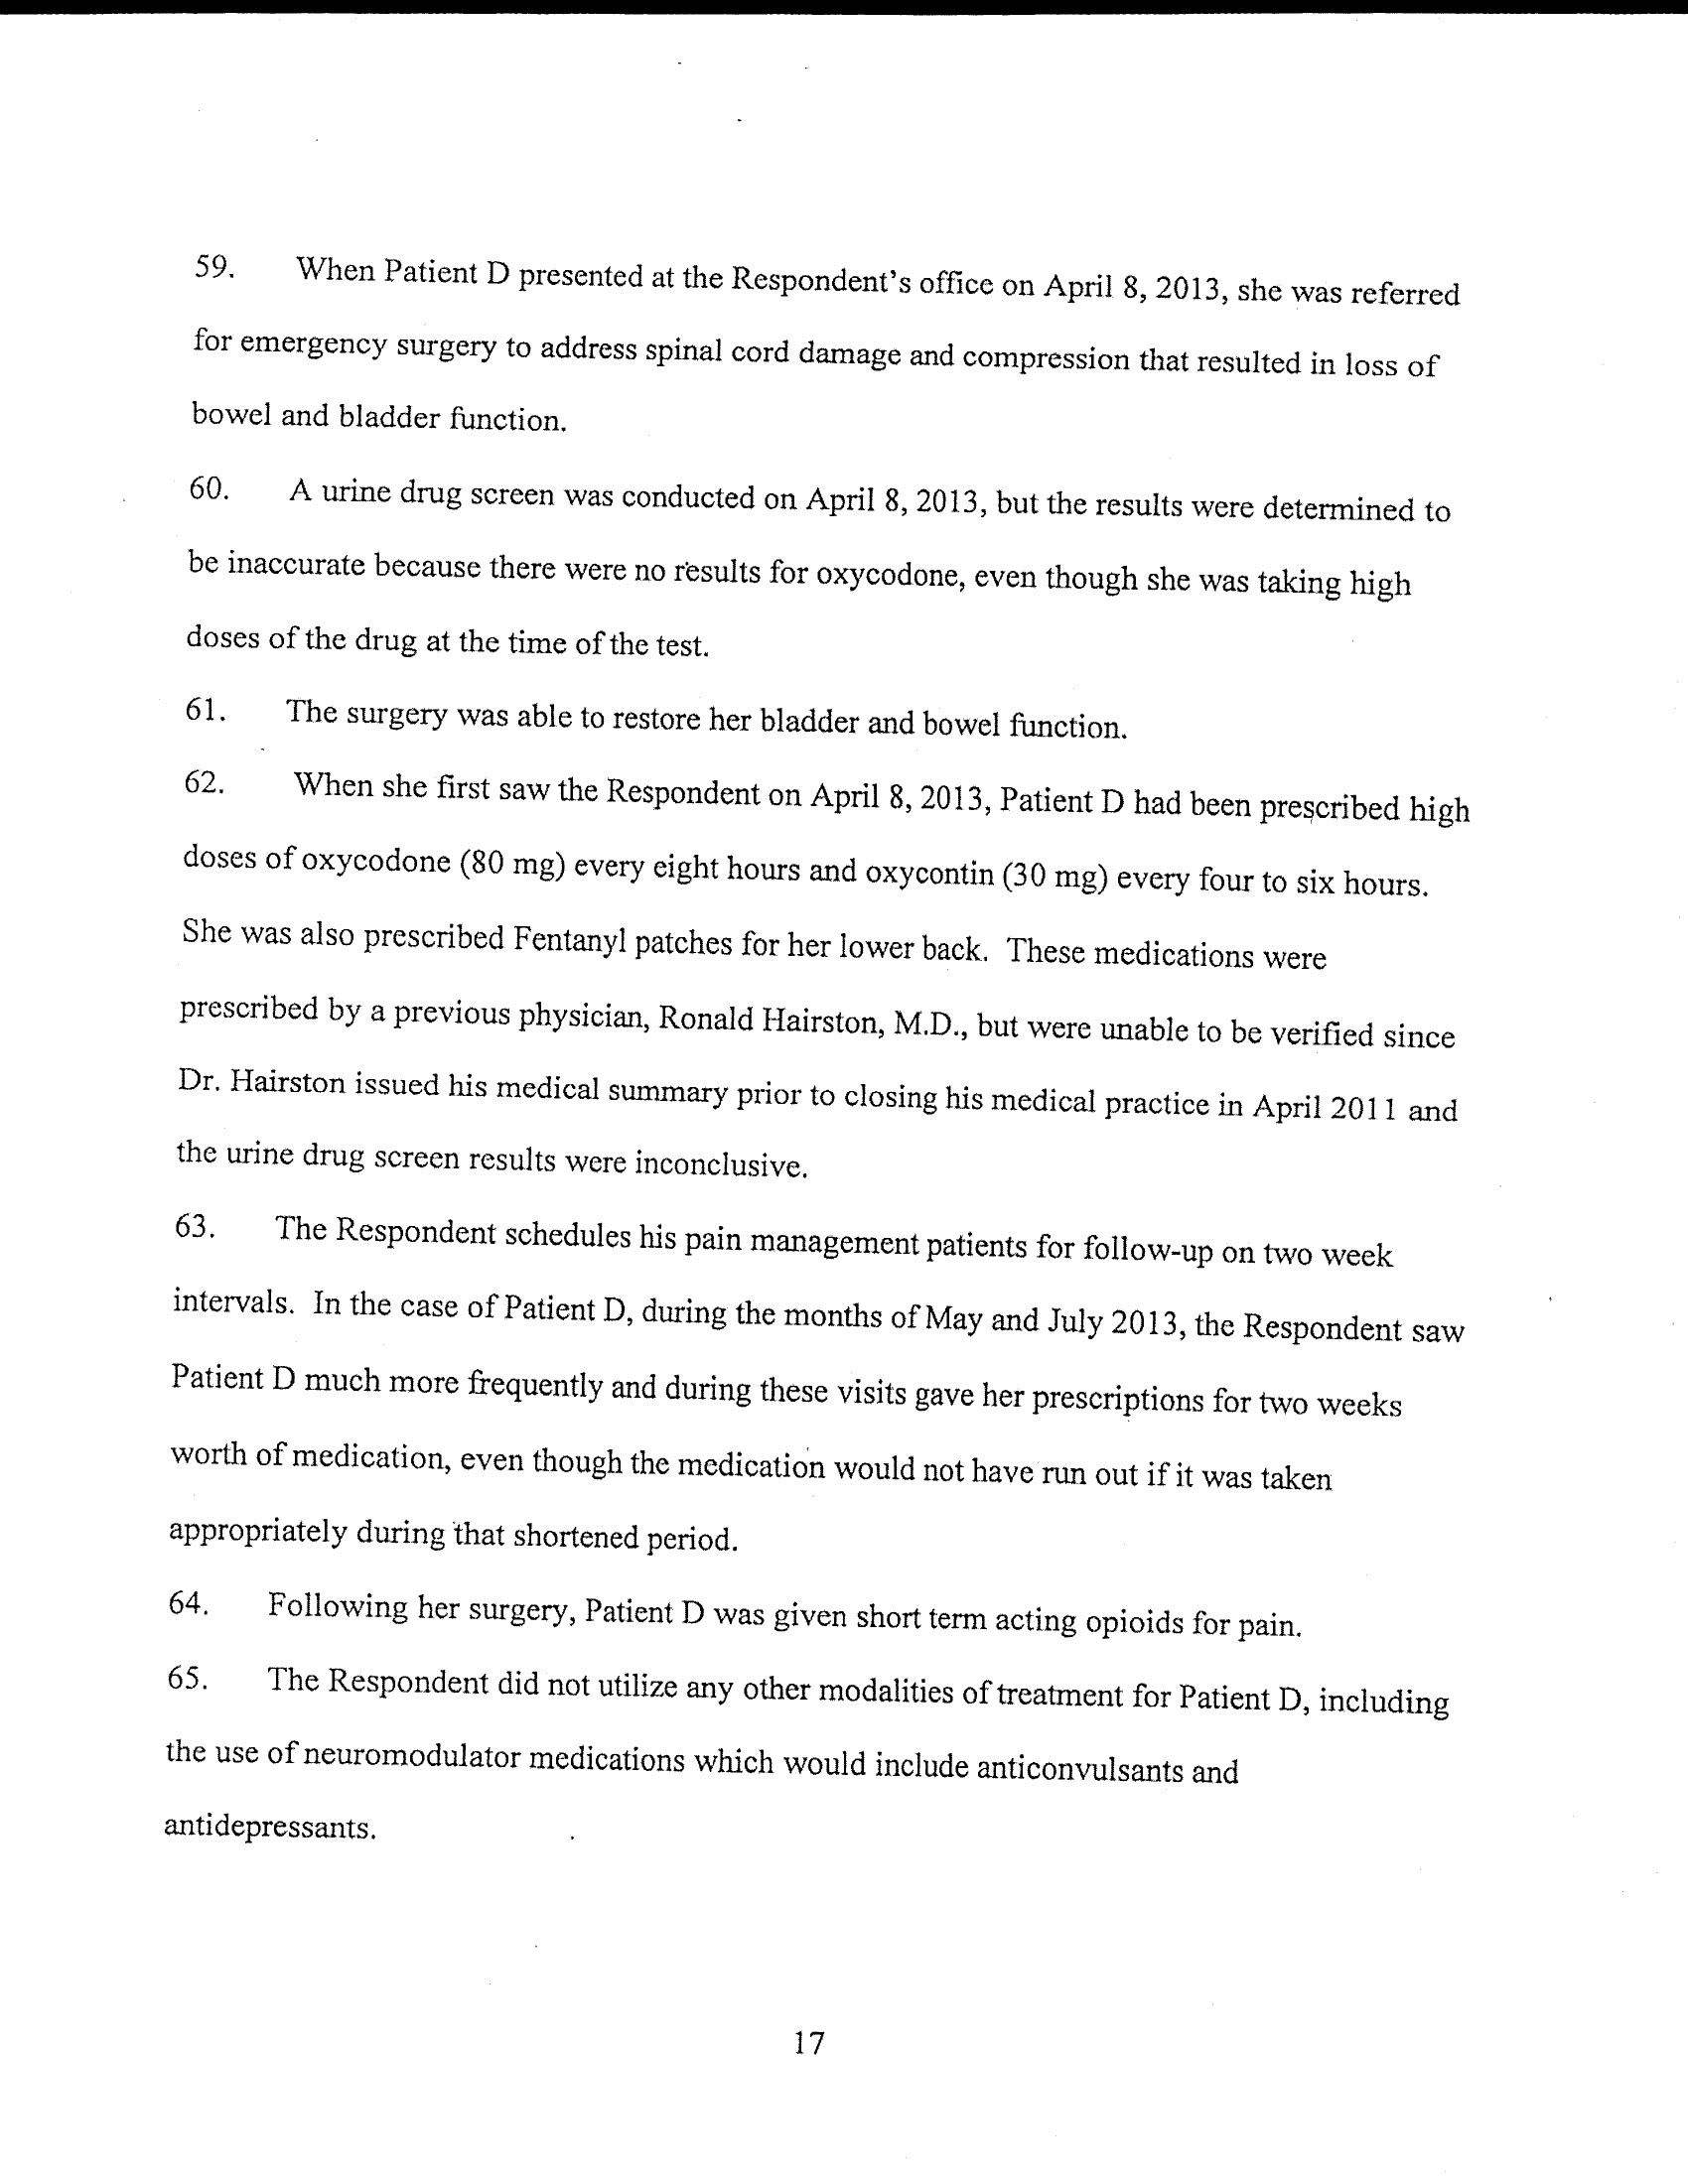 59. When Patient D presented at the Respondent's office on April 8, 2013, she was referred
for emergency surgery to address spinal cord damage and compression that resulted in loss of
bowel and bladder function.
60. A urine drug screen was conducted on April 8, 2013, but the results were determined to
be inaccurate because there were no results for oxycodone, even though she was taking high
doses of the drug at the time of the test.
61. The surgery was able to restore her bladder and bowel function.
62. When she first saw the Respondent on April 8, 2013, Patient D had been prescribed high
doses of oxycodone (80 mg) every eight hours and oxycontin (30 mg) every four to six hours.
She was also prescribed Fentanyl patches for her lower back. These medications were
prescribed by a previous physician, Ronald Hairston, M.D., but were unable to be verified since
Dr. Hairston issued his medical summary prior to closing his medical practice in April 2011 and
the urine drug screen results were inconclusive.
63. The Respondent schedules his pain management patients for follow-up on two week
intervals. In the case of Patient D, during the months of May and July 2013, the Respondent saw
Patient D much more frequently and during these visits gave her prescriptions for two weeks
worth of medication, even though the medication would not have run out if it was taken
appropriately during that shortened period.
64. Following her surgery, Patient D was given short term acting opioids for pain.
65. The Respondent did not utilize any other modalities of treatment for Patient D, including
the use of neuromodulator medications which would include anticonvulsants and
antidepressants.
17